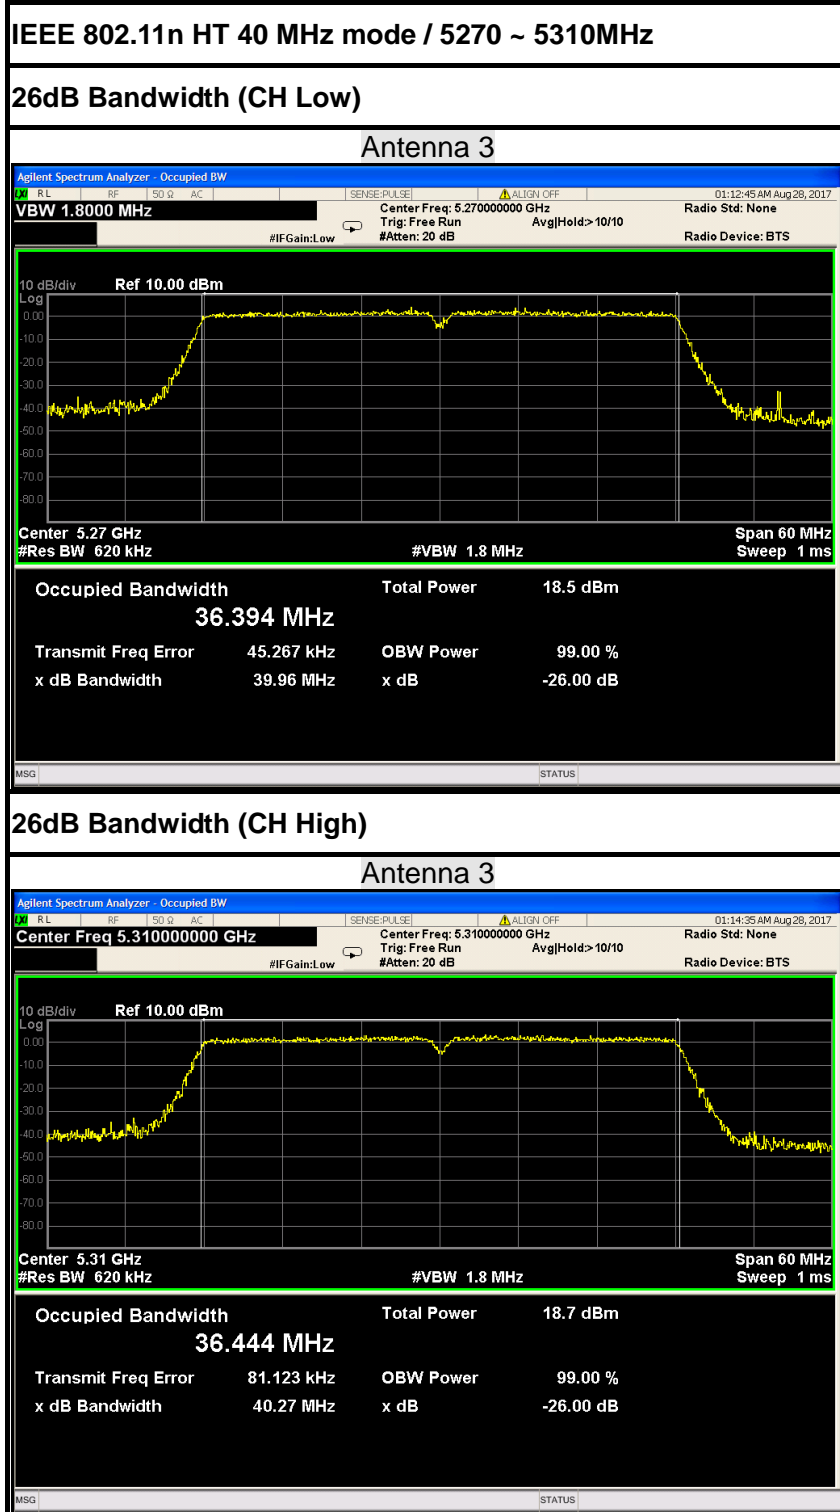 IEEE 802.11n HT 40 MHz mode / 5270 ~ 5310MHz
26dB Bandwidth (CH Low)
Antenna 3
Agilent Spectrum Analyzer - Occupied BW
LXI RL RF 50 Ω AC SENSE:PULSE ALIGN OFF 01:12:45 AM Aug 28, 2017
VBW 1.8000 MHz Center Freq: 5.270000000 GHz Radio Std: None
Trig: Free Run Avg|Hold:> 10/10
#IFGain:Low #Atten: 20 dB Radio Device: BTS
10 dB/div Ref 10.00 dBm
Log
0.00
-10.0
-20.0
-30.0
-40.0
-50.0
-60.0
-70.0
-80.0
Center 5.27 GHz Span 60 MHz
#Res BW 620 kHz #VBW 1.8 MHz Sweep 1 ms
Occupied Bandwidth Total Power 18.5 dBm
36.394 MHz
Transmit Freq Error 45.267 kHz OBW Power 99.00 %
x dB Bandwidth 39.96 MHz x dB -26.00 dB
MSG STATUS
26dB Bandwidth (CH High)
Antenna 3
Agilent Spectrum Analyzer - Occupied BW
LXI RL RF 50 Ω AC SENSE:PULSE ALIGN OFF 01:14:35 AM Aug 28, 2017
Center Freq 5.310000000 GHz Center Freq: 5.310000000 GHz Radio Std: None
Trig: Free Run Avg|Hold:> 10/10
#IFGain:Low #Atten: 20 dB Radio Device: BTS
10 dB/div Ref 10.00 dBm
Log
0.00
-10.0
-20.0
-30.0
-40.0
-50.0
-60.0
-70.0
-80.0
Center 5.31 GHz Span 60 MHz
#Res BW 620 kHz #VBW 1.8 MHz Sweep 1 ms
Occupied Bandwidth Total Power 18.7 dBm
36.444 MHz
Transmit Freq Error 81.123 kHz OBW Power 99.00 %
x dB Bandwidth 40.27 MHz x dB -26.00 dB
MSG STATUS